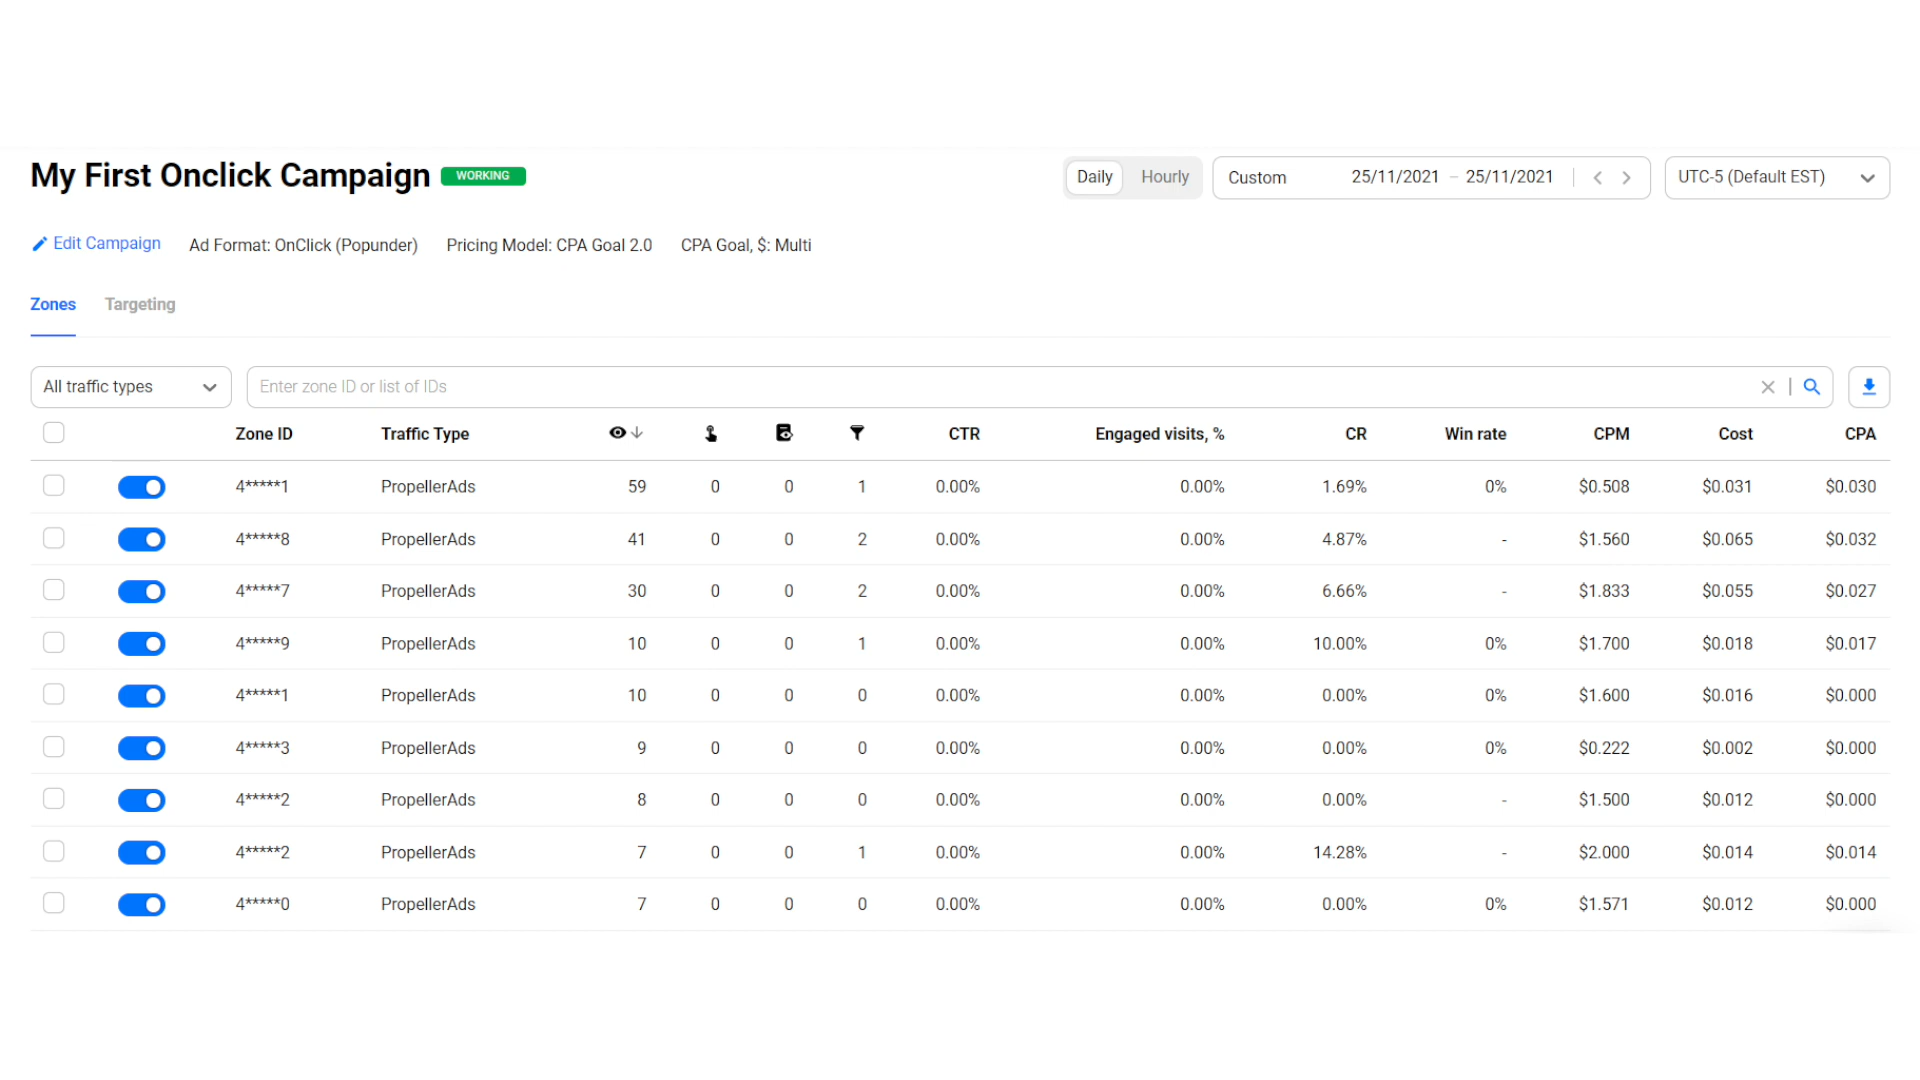 My First Onclick Campaign WORKING Daily Hourly Custom 25/11/2021 – 25/11/2021 UTC-5 (Default EST)
Edit Campaign Ad Format: OnClick (Popunder) Pricing Model: CPA Goal 2.0 CPA Goal, $: Multi
Zones Targeting
All traffic types Enter zone ID or list of IDs
Zone ID Traffic Type CTR Engaged visits, % CR Win rate CPM Cost CPA
4*****1 PropellerAds 59 0 0 1 0.00% 0.00% 1.69% 0% $0.508 $0.031 $0.030
4*****8 PropellerAds 41 0 0 2 0.00% 0.00% 4.87% - $1.560 $0.065 $0.032
4*****7 PropellerAds 30 0 0 2 0.00% 0.00% 6.66% - $1.833 $0.055 $0.027
4*****9 PropellerAds 10 0 0 1 0.00% 0.00% 10.00% 0% $1.700 $0.018 $0.017
4*****1 PropellerAds 10 0 0 0 0.00% 0.00% 0.00% 0% $1.600 $0.016 $0.000
4*****3 PropellerAds 9 0 0 0 0.00% 0.00% 0.00% 0% $0.222 $0.002 $0.000
4*****2 PropellerAds 8 0 0 0 0.00% 0.00% 0.00% - $1.500 $0.012 $0.000
4*****2 PropellerAds 7 0 0 1 0.00% 0.00% 14.28% - $2.000 $0.014 $0.014
4*****0 PropellerAds 7 0 0 0 0.00% 0.00% 0.00% 0% $1.571 $0.012 $0.000